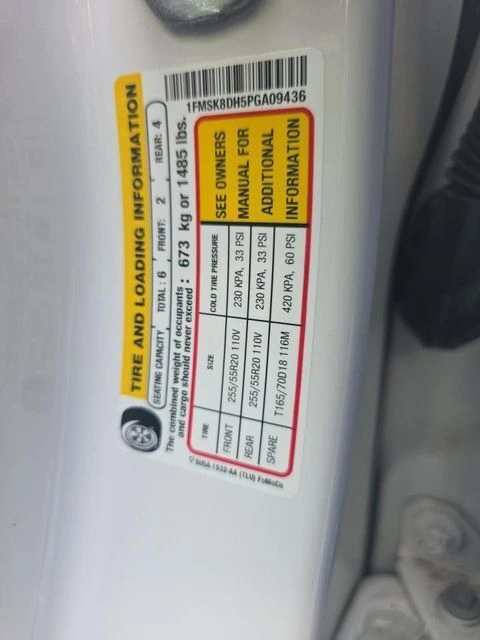 TIRE AND LOADING INFORMATION
SEATING CAPACITY TOTAL: 6 FRONT: 2 REAR: 4
The combined weight of occupants
and cargo should never exceed: 673 kg or 1485 lbs.
1FMSK8DH5PGA09436
TIRE SIZE COLD TIRE PRESSURE
FRONT 255/55R20 110V 230 KPA, 33 PSI
REAR 255/55R20 110V 230 KPA, 33 PSI
SPARE T165/70D18 116M 420 KPA, 60 PSI
SEE OWNERS
MANUAL FOR
ADDITIONAL
INFORMATION
(TLU) FoMoCo